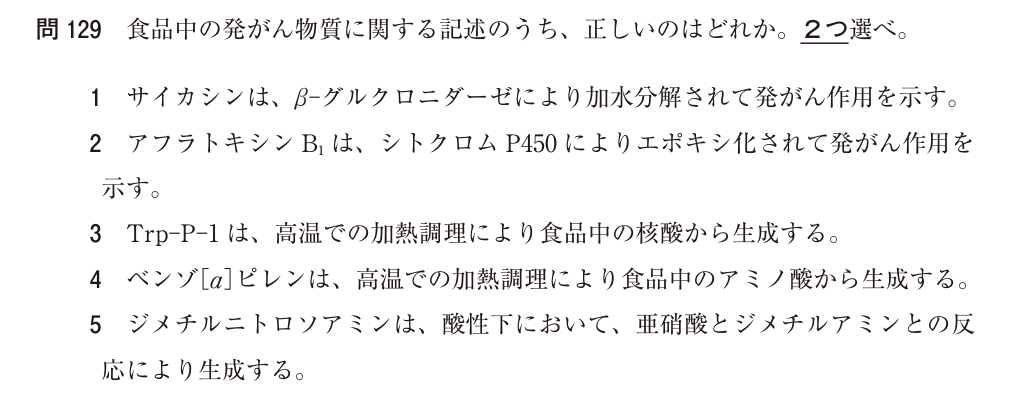 問 129　食品中の発がん物質に関する記述のうち、正しいのはどれか。２つ選べ。
1　サイカシンは、β-グルクロニダーゼにより加水分解されて発がん作用を示す。
2　アフラトキシン B₁ は、シトクロム P450 によりエポキシ化されて発がん作用を
示す。
3　Trp-P-1 は、高温での加熱調理により食品中の核酸から生成する。
4　ベンゾ[a]ピレンは、高温での加熱調理により食品中のアミノ酸から生成する。
5　ジメチルニトロソアミンは、酸性下において、亜硝酸とジメチルアミンとの反
応により生成する。